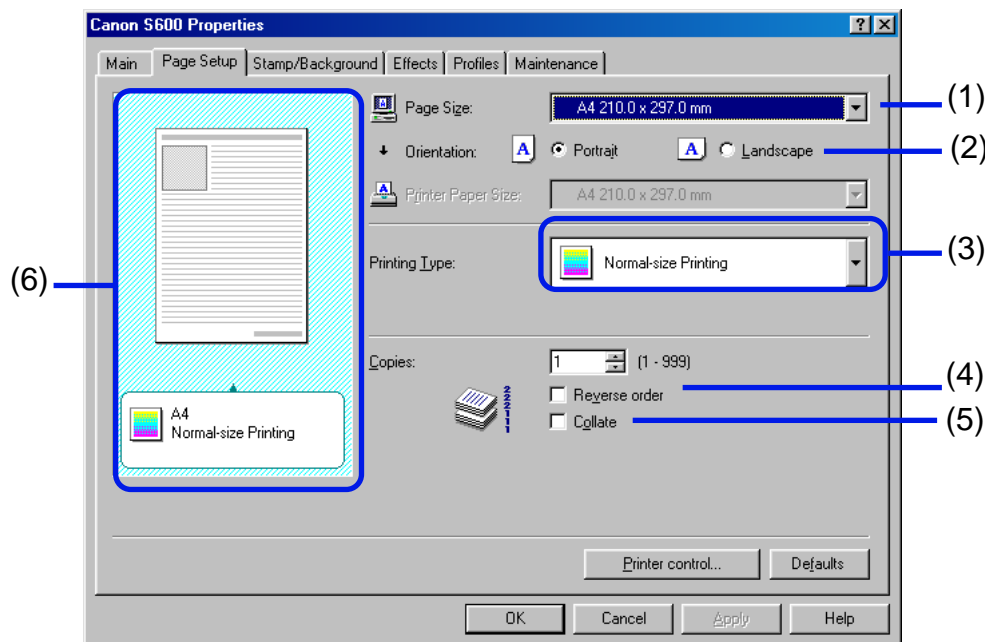 Canon S600 Properties
Main Page Setup Stamp/Background Effects Profiles Maintenance
Page Size: A4 210.0 x 297.0 mm (1)
Orientation: A Portrait A Landscape (2)
Printer Paper Size: A4 210.0 x 297.0 mm
Printing Type: Normal-size Printing (3)
(6)
Copies: 1 (1 - 999)
Reverse order (4)
Collate (5)
222111
A4
Normal-size Printing
Printer control... Defaults
OK Cancel Apply Help